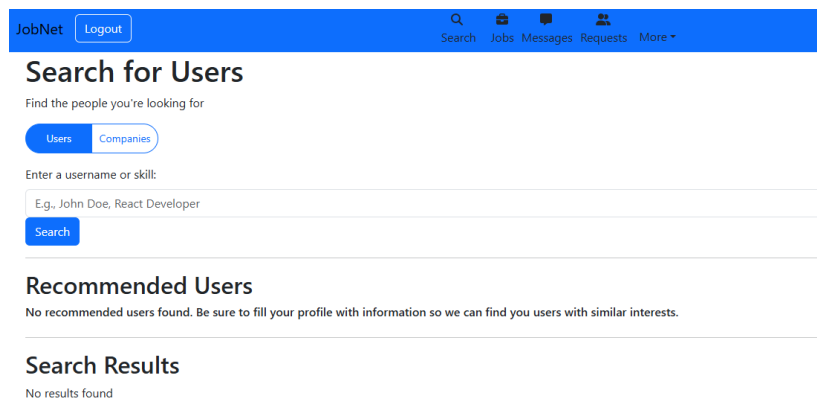 JobNet Logout Search Jobs Messages Requests More
Search for Users
Find the people you're looking for
Users Companies
Enter a username or skill:
E.g., John Doe, React Developer
Search
Recommended Users
No recommended users found. Be sure to fill your profile with information so we can find you users with similar interests.
Search Results
No results found